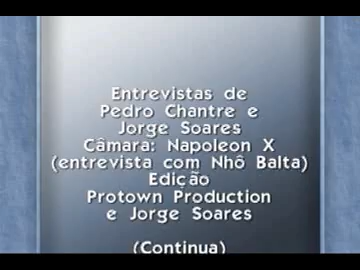 Entrevistas de
Pedro Chantre e
Jorge Soares
Câmara: Napoleon X
(entrevista com Nhô Balta)
Edição
Protown Production
e Jorge Soares
(Continua)